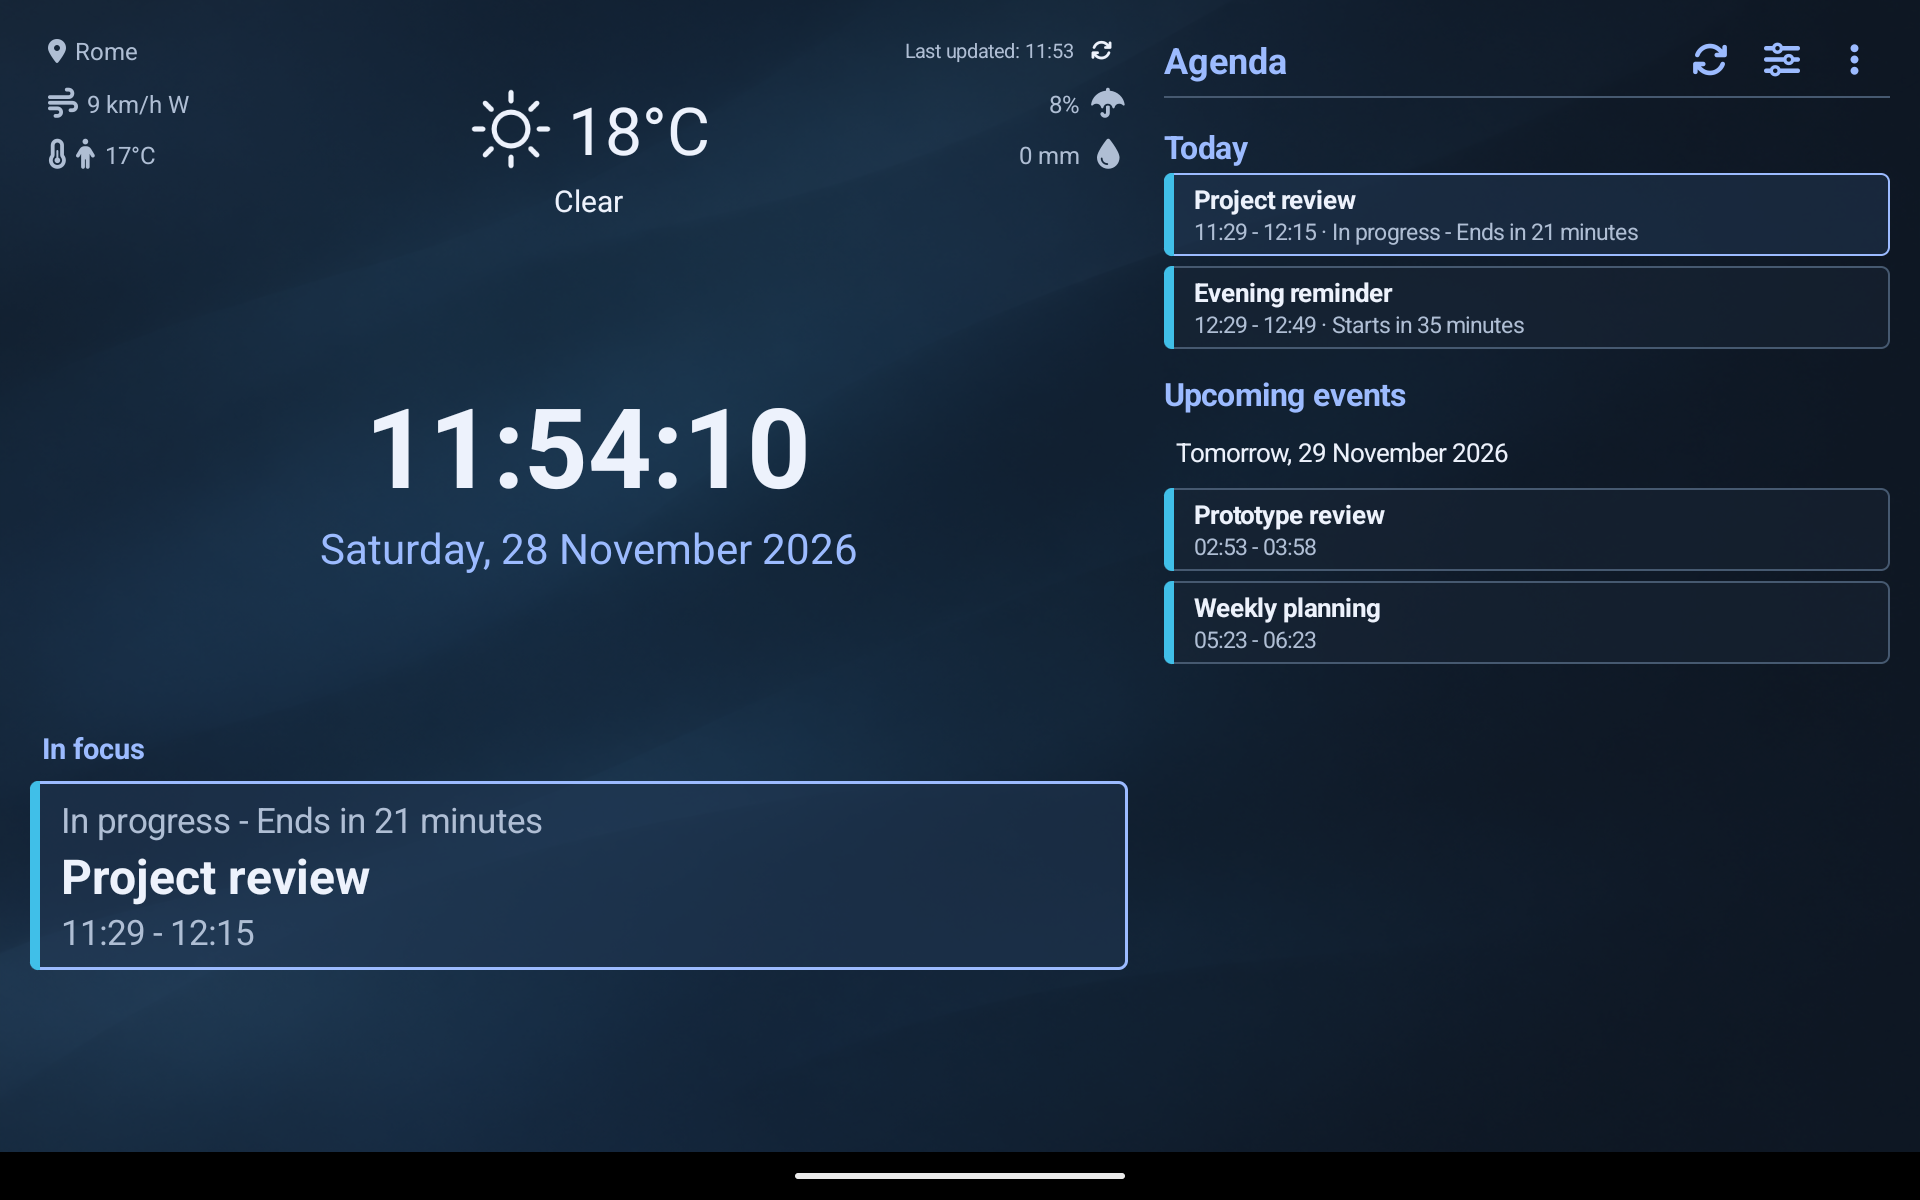 Rome
9 km/h W
17°C
18°C
Clear
Last updated: 11:53
8%
0 mm
11:54:10
Saturday, 28 November 2026
In focus
In progress - Ends in 21 minutes
Project review
11:29 - 12:15
Agenda
Today
Project review
11:29 - 12:15 · In progress - Ends in 21 minutes
Evening reminder
12:29 - 12:49 · Starts in 35 minutes
Upcoming events
Tomorrow, 29 November 2026
Prototype review
02:53 - 03:58
Weekly planning
05:23 - 06:23